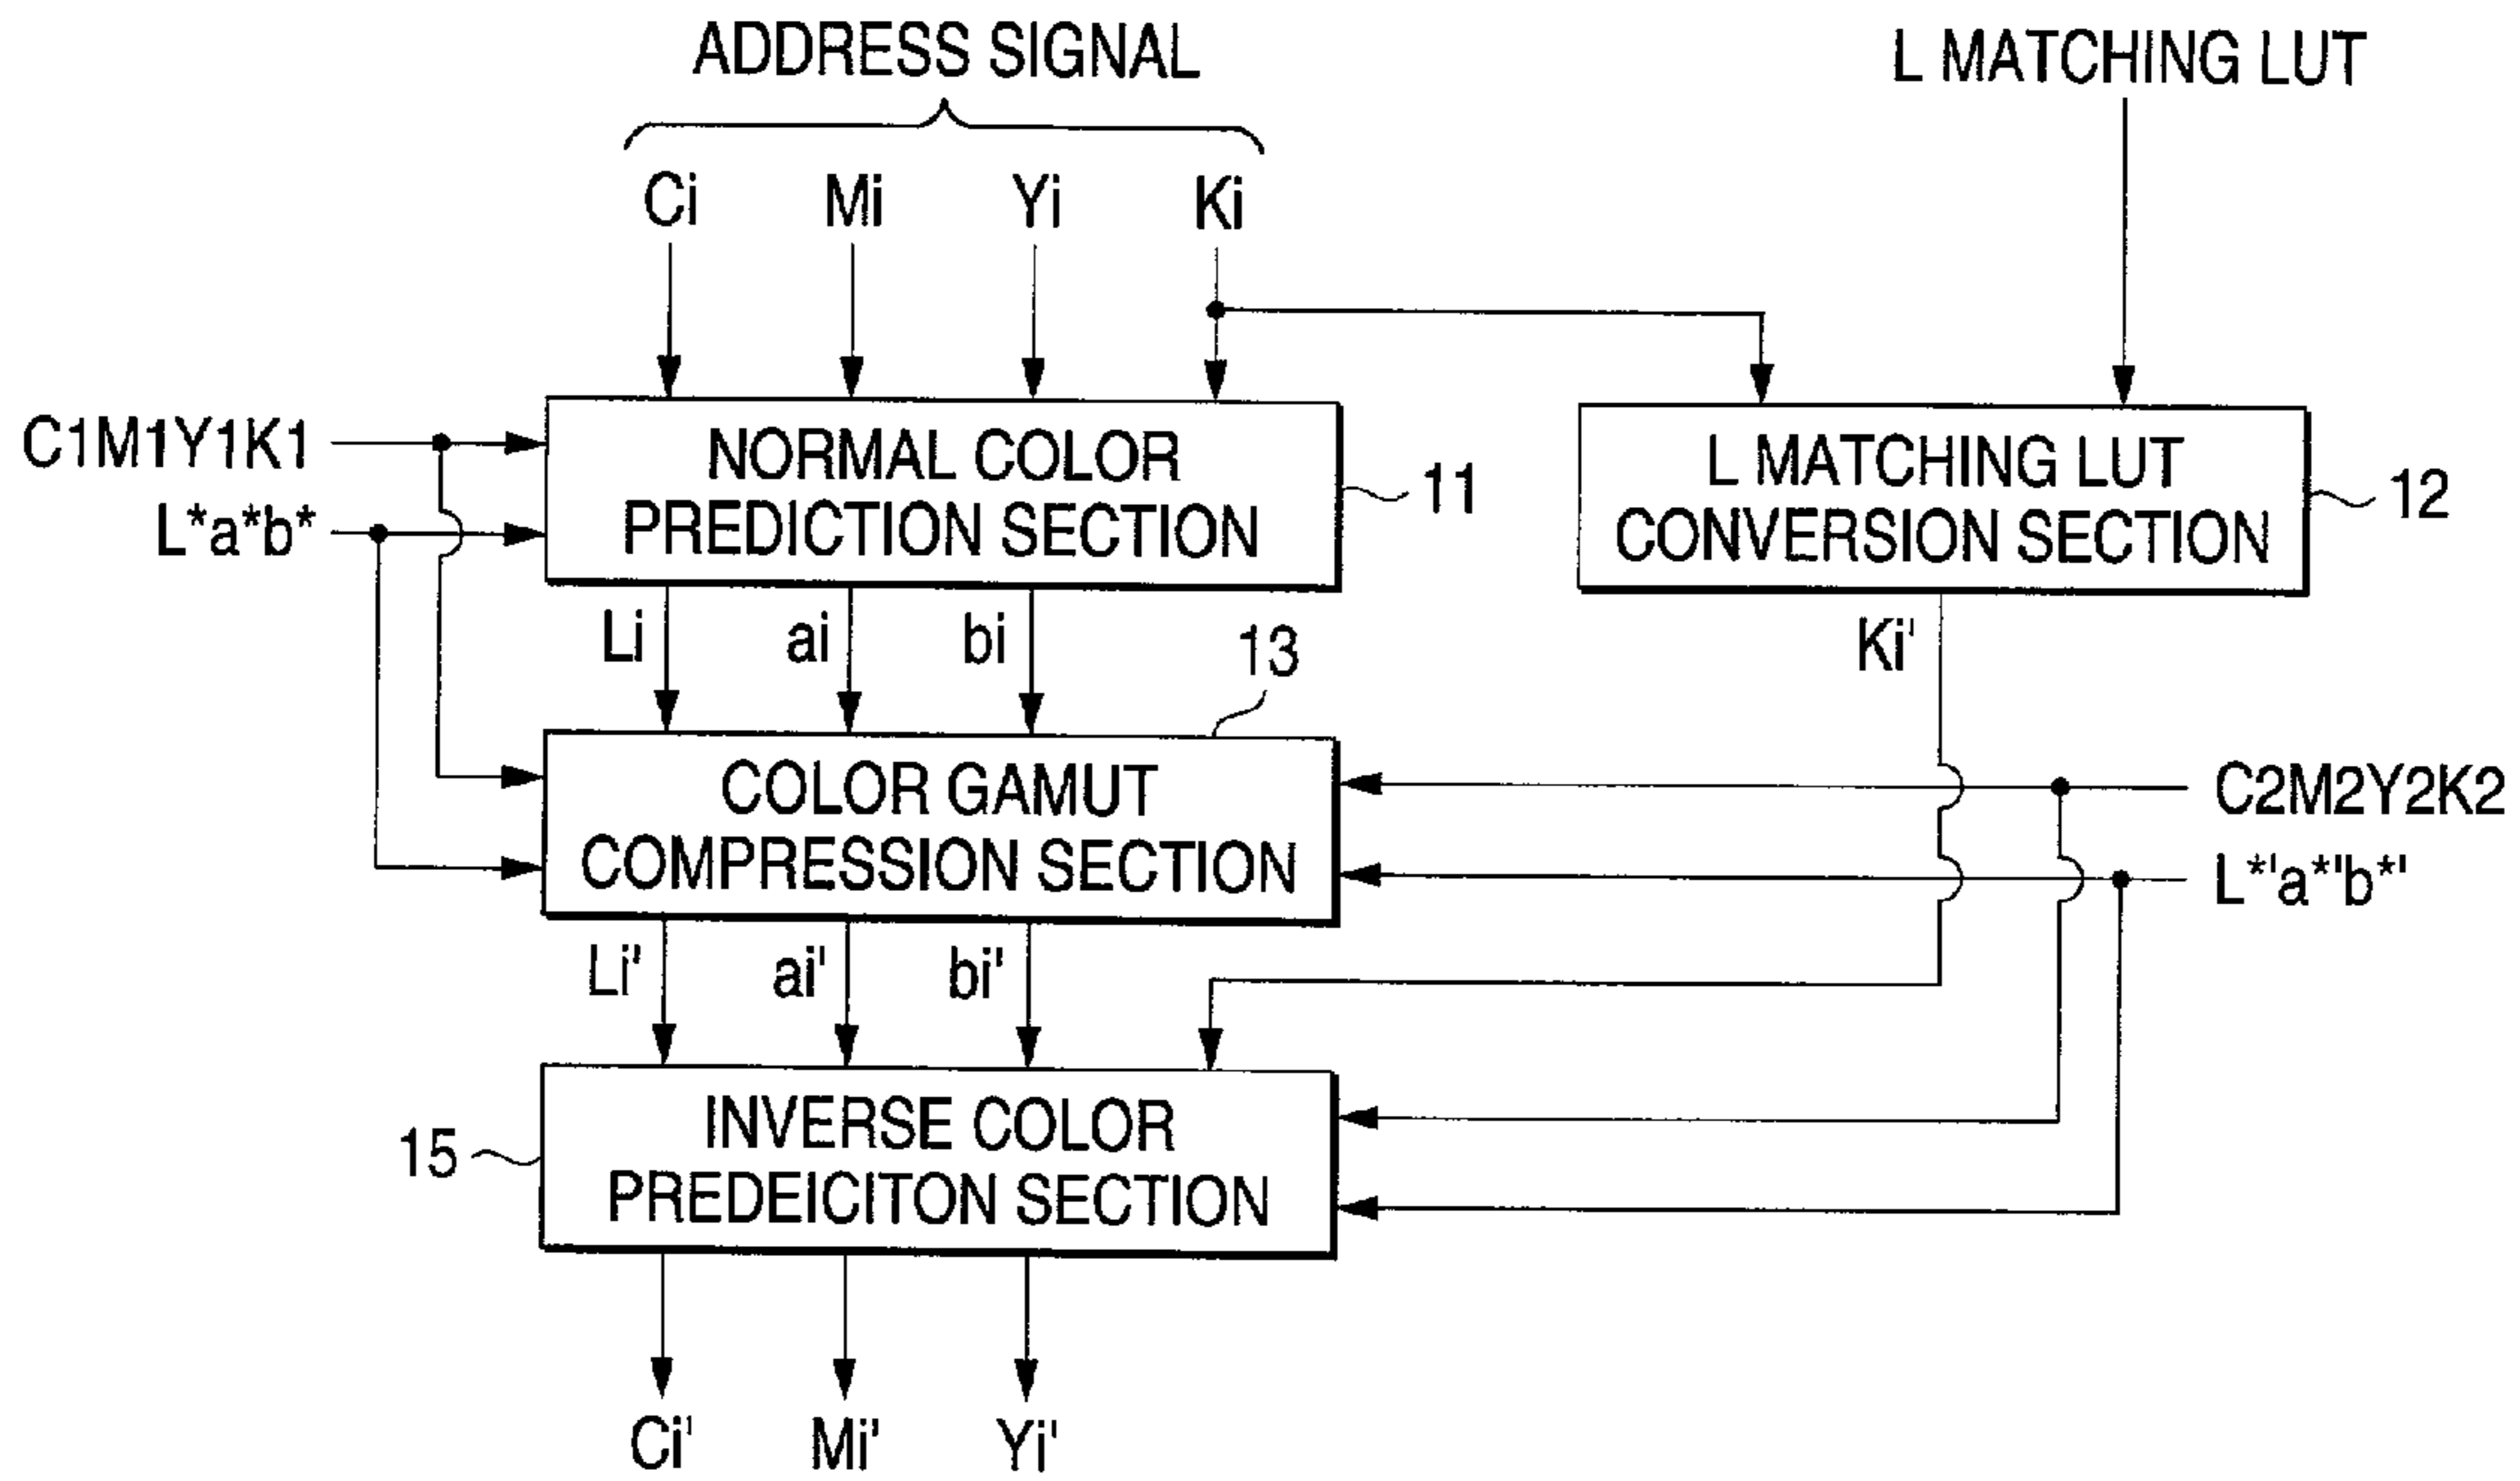 ADDRESS SIGNAL
L MATCHING LUT
Ci Mi Yi Ki
C1M1Y1K1
L*a*b*
NORMAL COLOR
PREDICTION SECTION
11
L MATCHING LUT
CONVERSION SECTION
12
Li ai bi
13
Ki'
COLOR GAMUT
COMPRESSION SECTION
C2M2Y2K2
L*'a*'b*'
Li' ai' bi'
INVERSE COLOR
PREDEICITON SECTION
15
Ci' Mi' Yi'